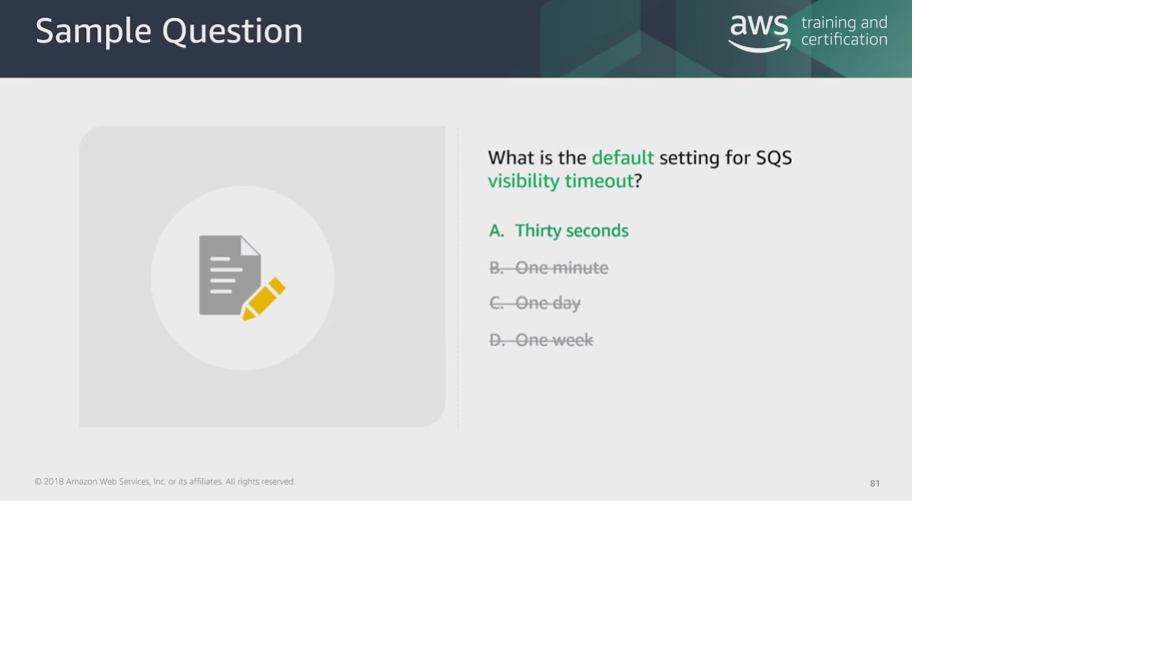 Sample Question
aws
training and
certification
What is the default setting for SQS
visibility timeout?
A. Thirty seconds
B. One minute
C. One day
D. One week
© 2018 Amazon Web Services, Inc. or its affiliates. All rights reserved.
81